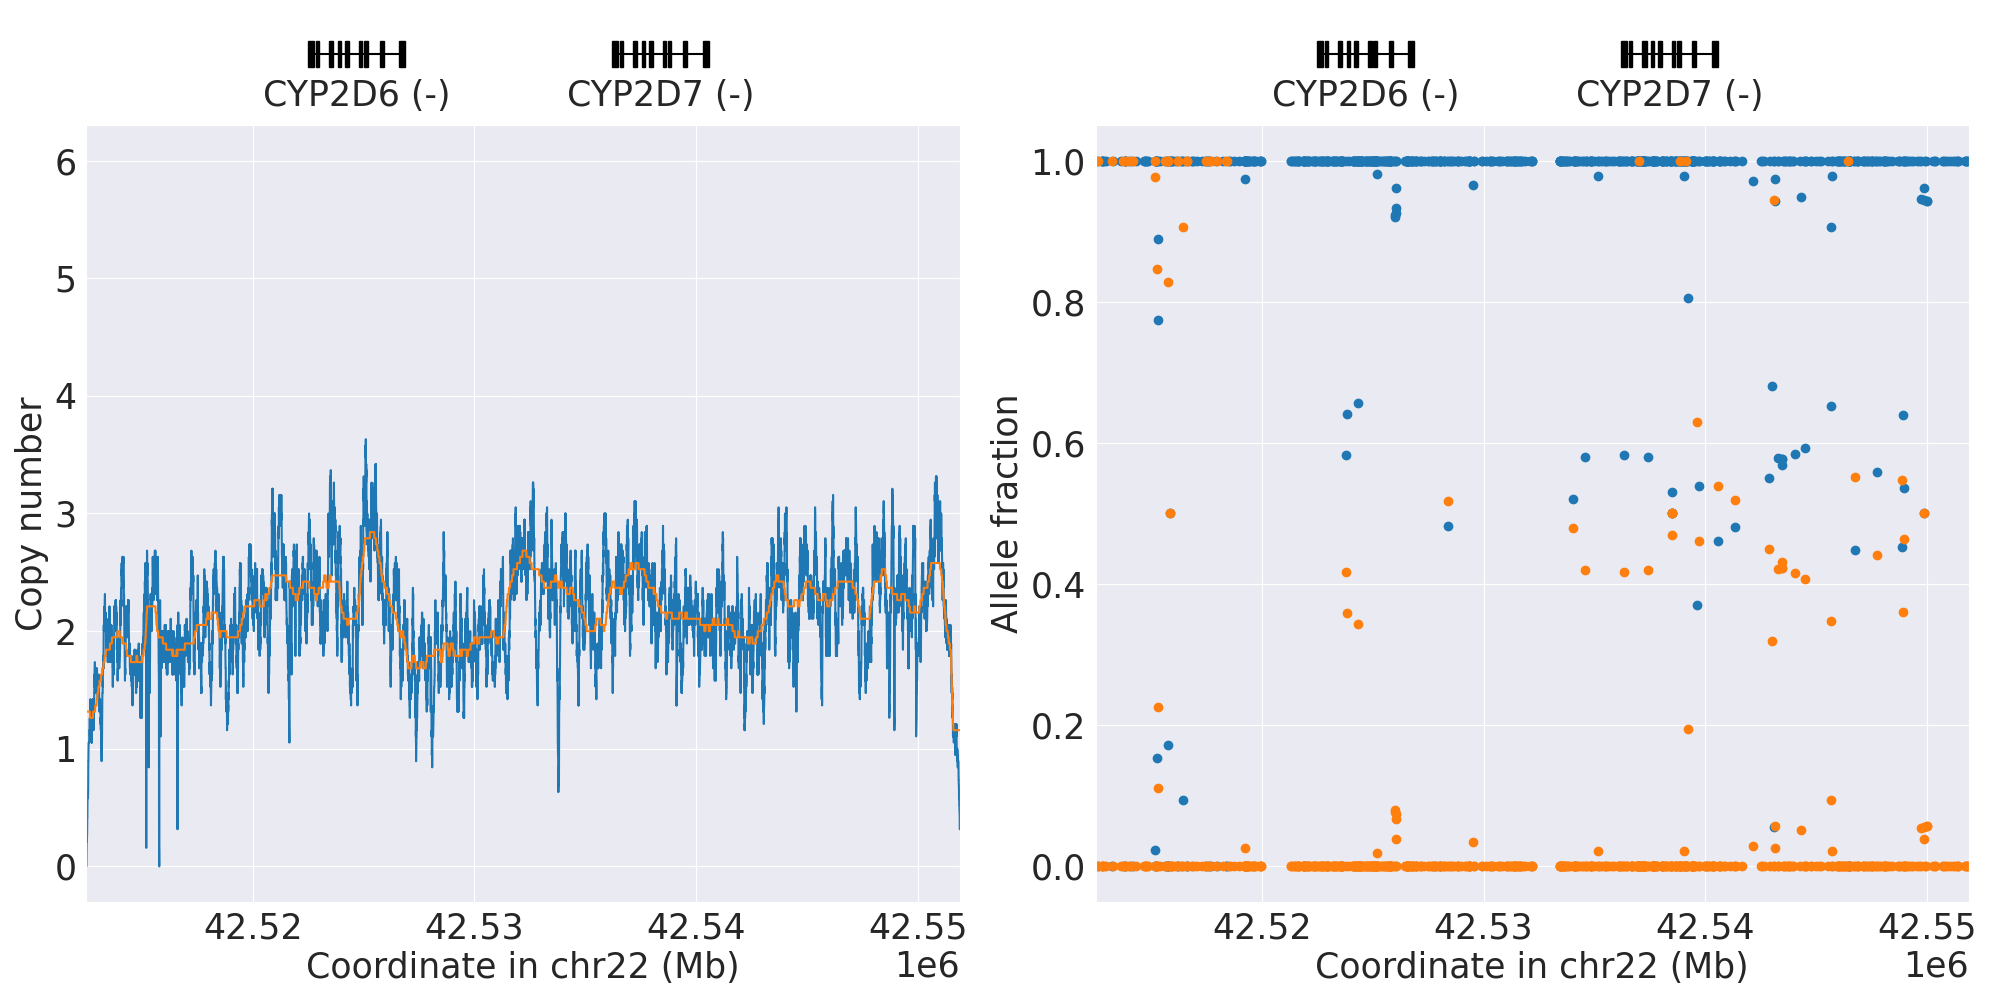 CYP2D6 (-) CYP2D7 (-)
6
5
4
3
2
1
0
Copy number
42.52 42.53 42.54 42.55
Coordinate in chr22 (Mb) 1e6
CYP2D6 (-) CYP2D7 (-)
1.0
0.8
0.6
0.4
0.2
0.0
Allele fraction
42.52 42.53 42.54 42.55
Coordinate in chr22 (Mb) 1e6